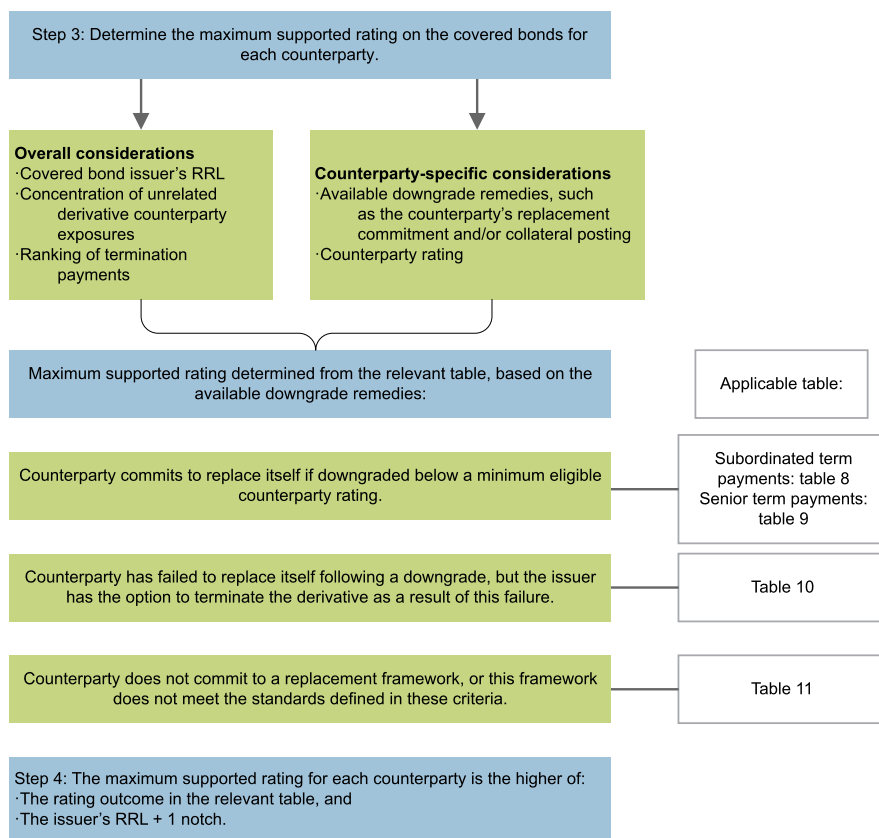 Step 3: Determine the maximum supported rating on the covered bonds for
each counterparty.
Overall considerations
·Covered bond issuer's RRL
·Concentration of unrelated
derivative counterparty
exposures
·Ranking of termination
payments
Counterparty-specific considerations
·Available downgrade remedies, such
as the counterparty's replacement
commitment and/or collateral posting
·Counterparty rating
Maximum supported rating determined from the relevant table, based on the
available downgrade remedies:
Applicable table:
Counterparty commits to replace itself if downgraded below a minimum eligible
counterparty rating.
Subordinated term
payments: table 8
Senior term payments:
table 9
Counterparty has failed to replace itself following a downgrade, but the issuer
has the option to terminate the derivative as a result of this failure.
Table 10
Counterparty does not commit to a replacement framework, or this framework
does not meet the standards defined in these criteria.
Table 11
Step 4: The maximum supported rating for each counterparty is the higher of:
·The rating outcome in the relevant table, and
·The issuer's RRL + 1 notch.